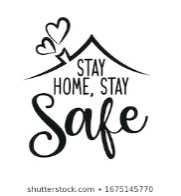 STAY
HOME, STAY
Safe
shutterstock.com • 1675145770